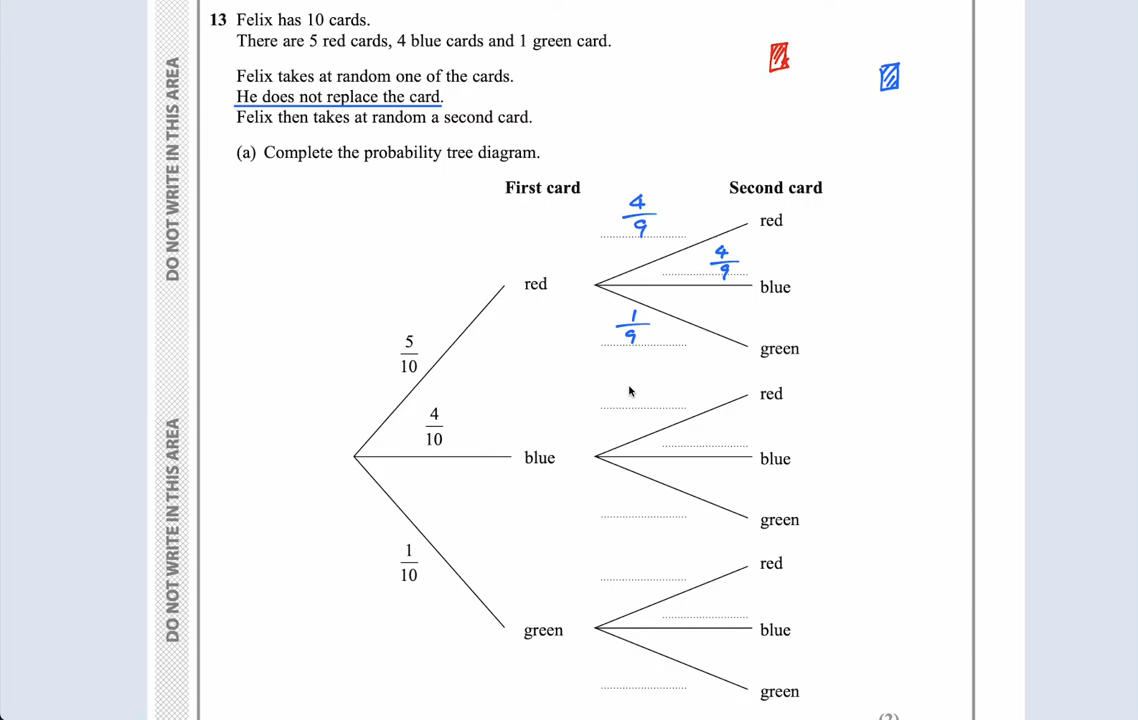 13 Felix has 10 cards.
There are 5 red cards, 4 blue cards and 1 green card.
Felix takes at random one of the cards.
He does not replace the card.
Felix then takes at random a second card.
(a) Complete the probability tree diagram.
First card
Second card
4/9
red
4/9
red
blue
1/9
green
5/10
red
4/10
blue
blue
green
1/10
red
green
blue
green
(2)
DO NOT WRITE IN THIS AREA
DO NOT WRITE IN THIS AREA